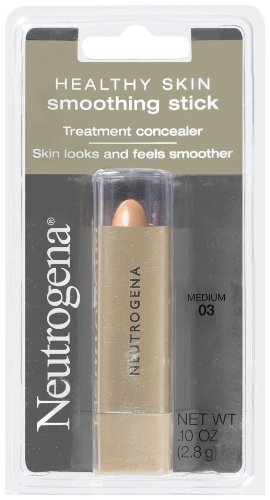 HEALTHY SKIN
smoothing stick
Treatment concealer
Skin looks and feels smoother
Neutrogena®
NEUTROGENA
MEDIUM
03
NET WT
.10 OZ
(2.8 g)